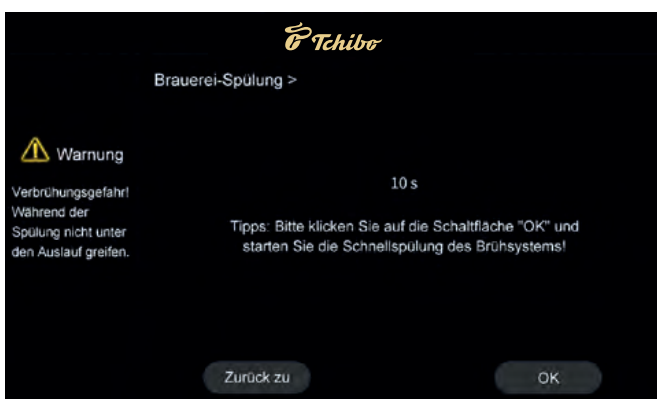 Tchibo
Brauerei-Spülung >
Warnung
Verbrühungsgefahr!
Während der
Spülung nicht unter
den Auslauf greifen.
10 s
Tipps: Bitte klicken Sie auf die Schaltfläche "OK" und
starten Sie die Schnellspülung des Brühsystems!
Zurück zu
OK